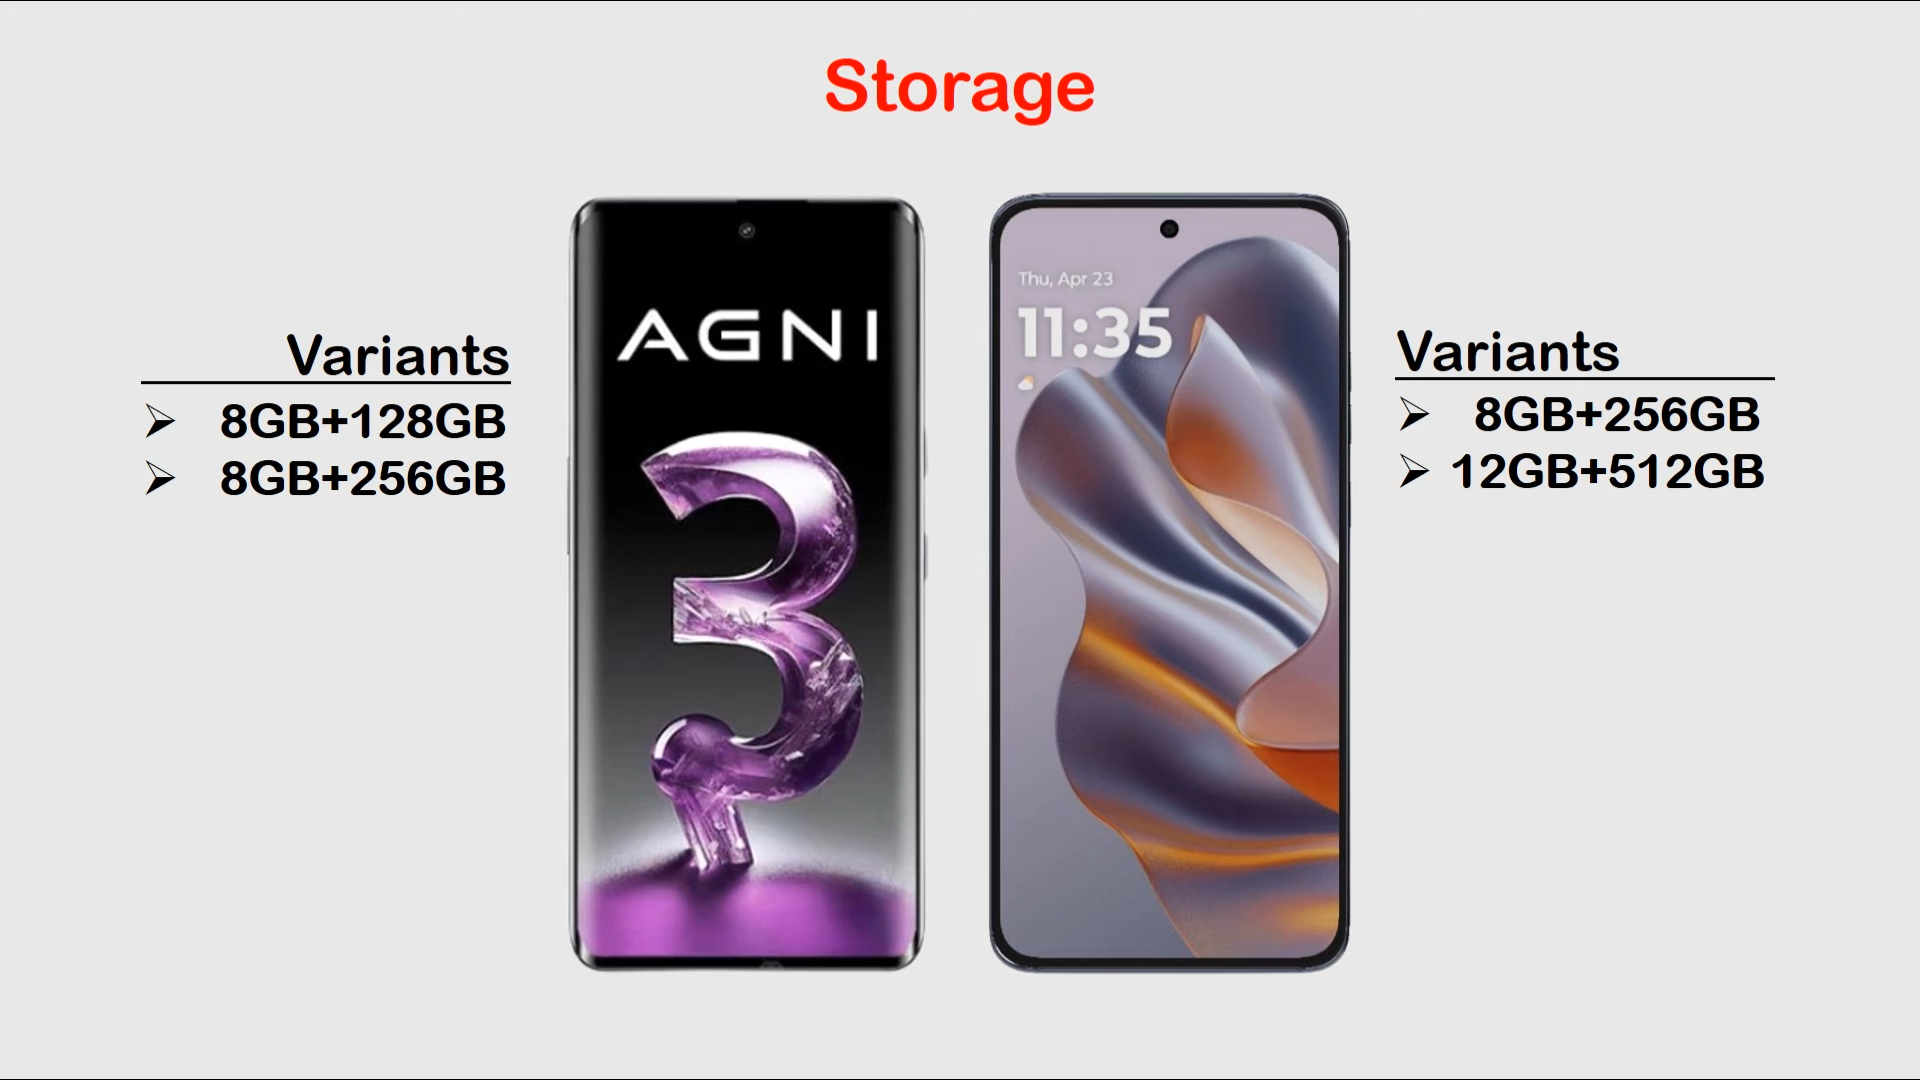 Storage
Variants
8GB+128GB
8GB+256GB
AGNI
3
Thu, Apr 23
11:35
Variants
8GB+256GB
12GB+512GB